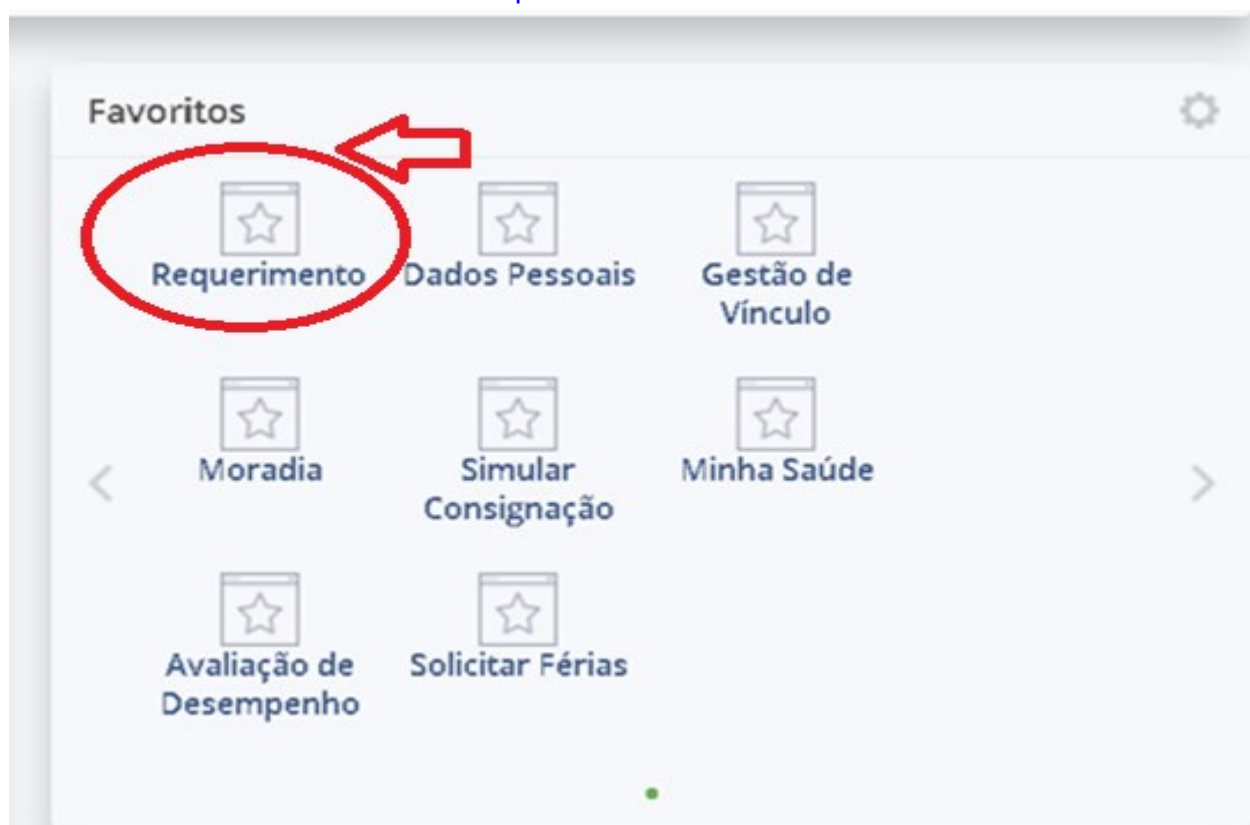 Favoritos
Requerimento
Dados Pessoais
Gestão de
Vínculo
Moradia
Simular
Consignação
Minha Saúde
Avaliação de
Desempenho
Solicitar Férias